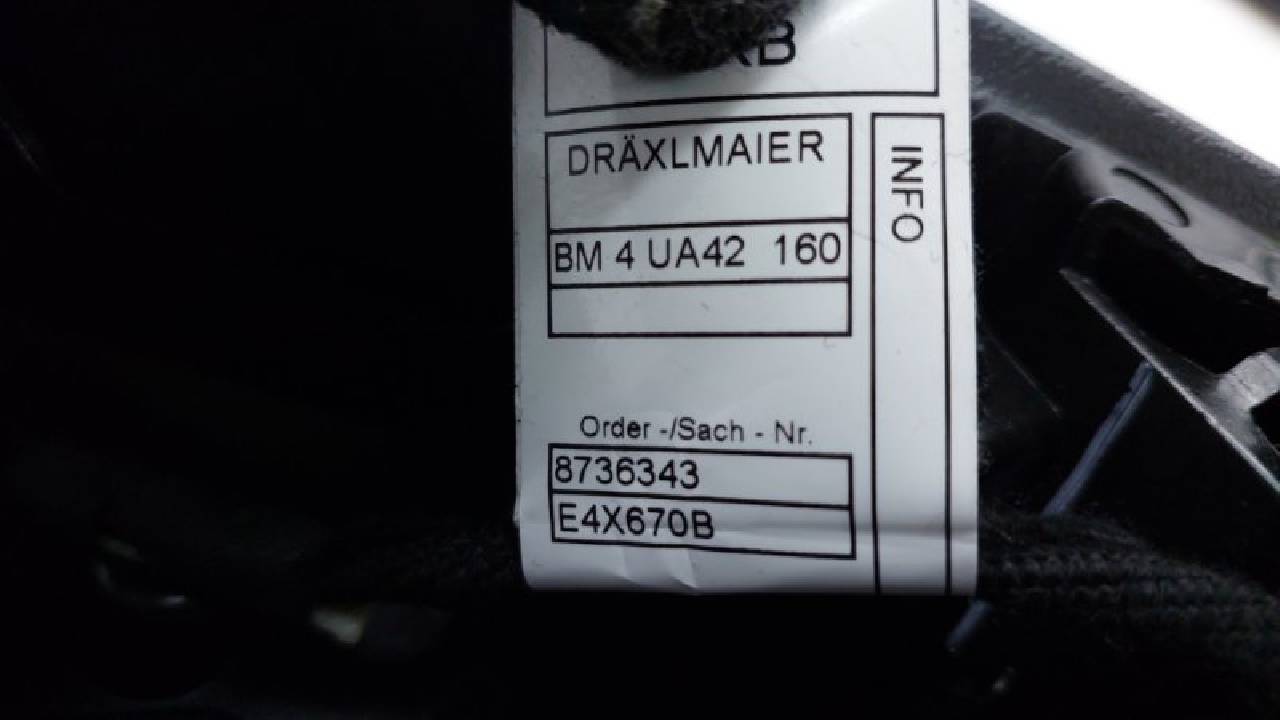 DRÄXLMAIER
INFO
BM 4 UA42 160
Order -/Sach - Nr.
8736343
E4X670B